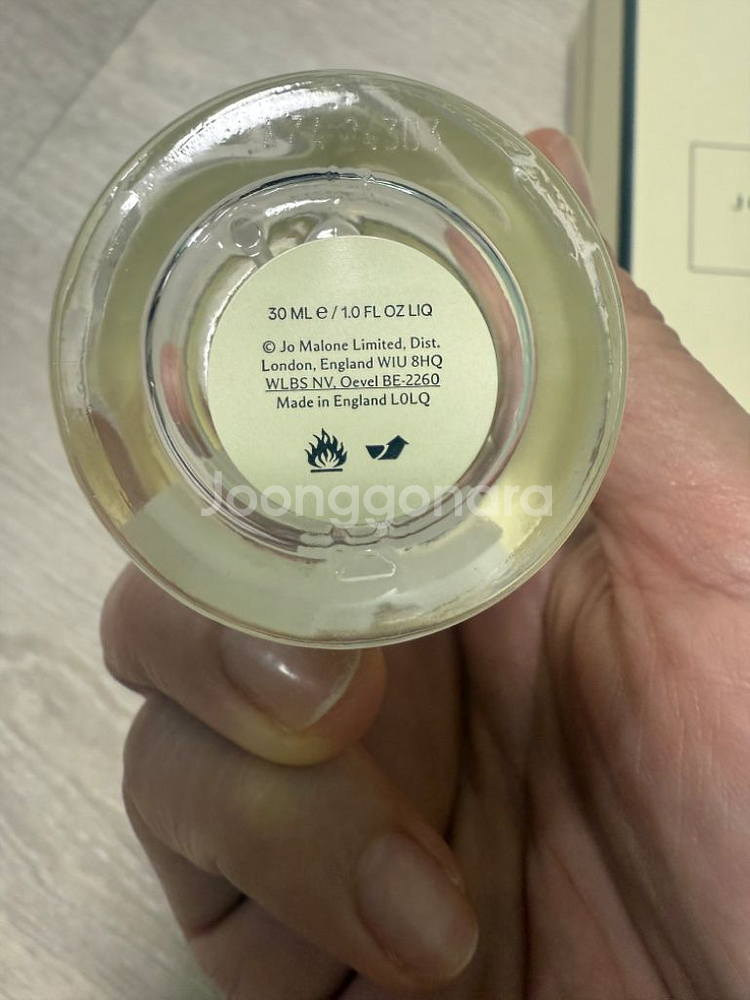 30 ML ℮ / 1.0 FL OZ LIQ
© Jo Malone Limited, Dist.
London, England WIU 8HQ
WLBS NV, Oevel BE-2260
Made in England L0LQ
Joonggonara